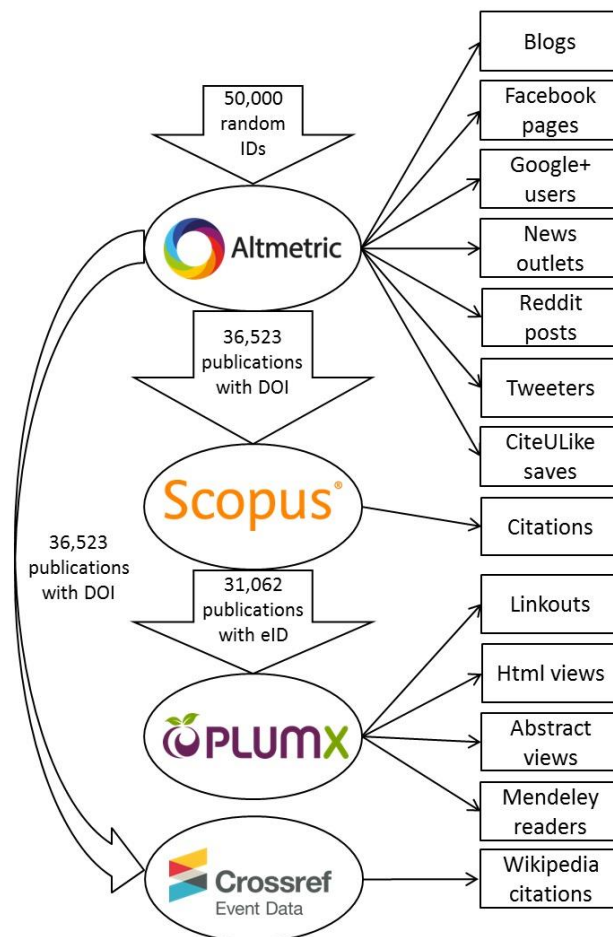 50,000
random
IDs
Altmetric
36,523
publications
with DOI
Scopus®
36,523
publications
with DOI
31,062
publications
with eID
PLUMX
Crossref
Event Data
Blogs
Facebook
pages
Google+
users
News
outlets
Reddit
posts
Tweeters
CiteULike
saves
Citations
Linkouts
Html views
Abstract
views
Mendeley
readers
Wikipedia
citations